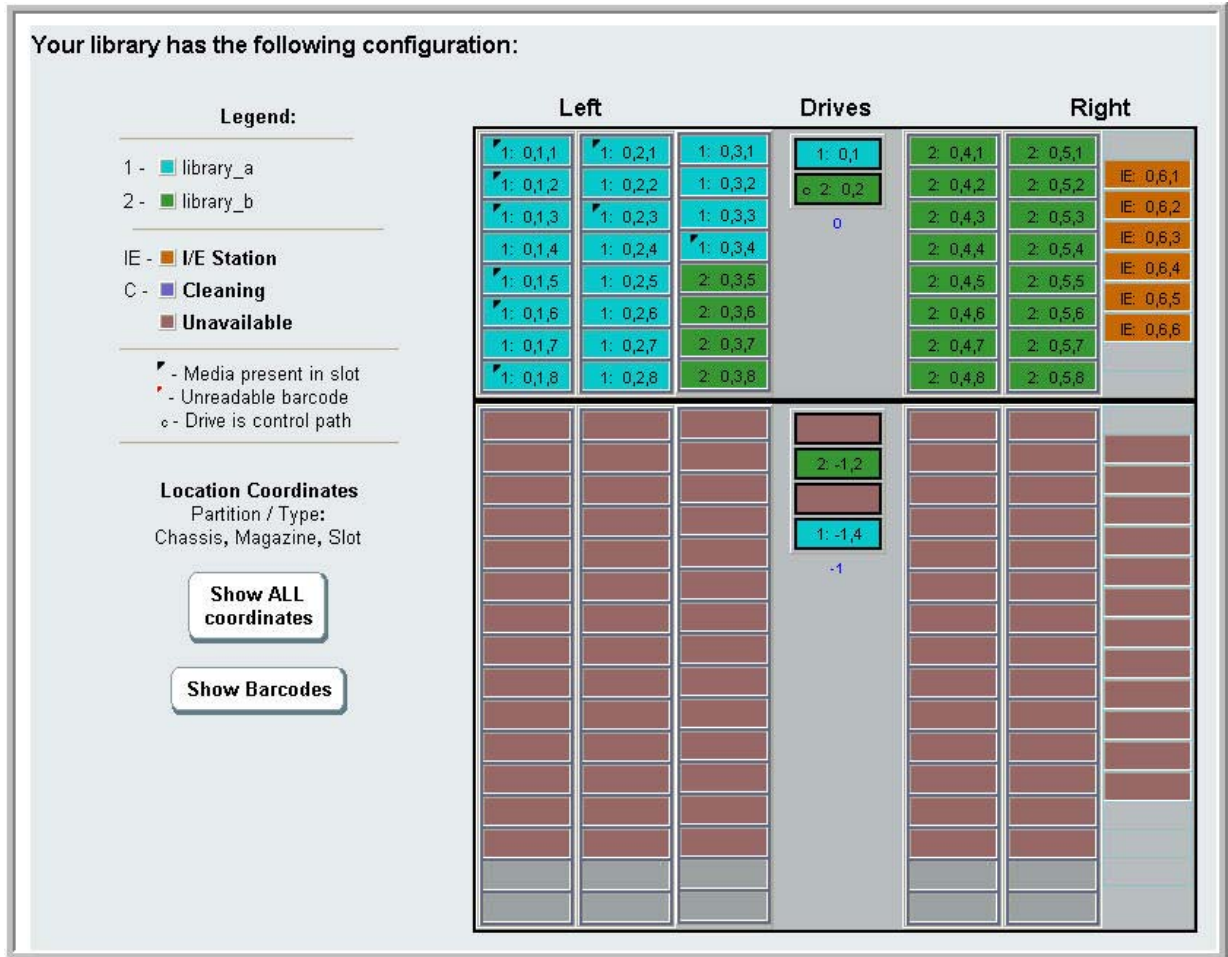 Your library has the following configuration:
Legend:
1 - library_a
2 - library_b
IE - I/E Station
C - Cleaning
Unavailable
- Media present in slot
- Unreadable barcode
c - Drive is control path
Location Coordinates
Partition / Type:
Chassis, Magazine, Slot
Show ALL
coordinates
Show Barcodes
Left Drives Right
1: 0,1,1 1: 0,2,1 1: 0,3,1 1: 0,1 2: 0,4,1 2: 0,5,1
IE: 0,6,1
1: 0,1,2 1: 0,2,2 1: 0,3,2 c 2: 0,2 2: 0,4,2 2: 0,5,2
IE: 0,6,2
1: 0,1,3 1: 0,2,3 1: 0,3,3 0 2: 0,4,3 2: 0,5,3
IE: 0,6,3
1: 0,1,4 1: 0,2,4 1: 0,3,4 2: 0,4,4 2: 0,5,4
IE: 0,6,4
1: 0,1,5 1: 0,2,5 2: 0,3,5 2: 0,4,5 2: 0,5,5
IE: 0,6,5
1: 0,1,6 1: 0,2,6 2: 0,3,6 2: 0,4,6 2: 0,5,6
IE: 0,6,6
1: 0,1,7 1: 0,2,7 2: 0,3,7 2: 0,4,7 2: 0,5,7
1: 0,1,8 1: 0,2,8 2: 0,3,8 2: 0,4,8 2: 0,5,8
2: -1,2
1: -1,4
-1